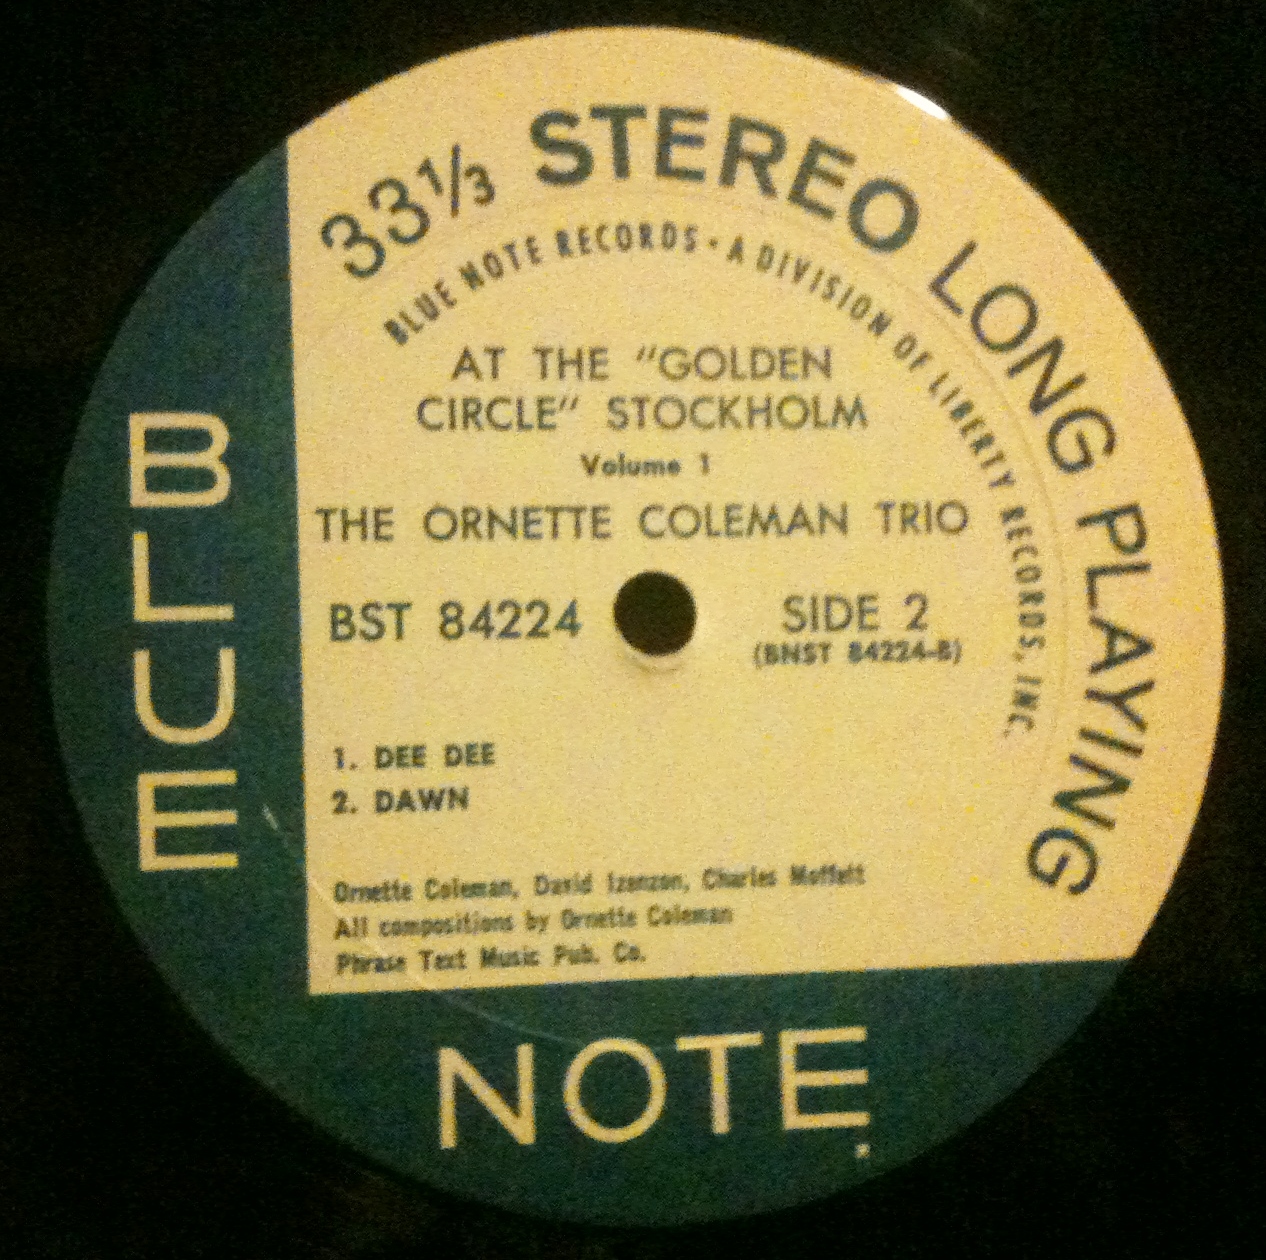 33⅓ STEREO LONG PLAYING
BLUE NOTE RECORDS • A DIVISION OF LIBERTY RECORDS, INC.
AT THE "GOLDEN
CIRCLE" STOCKHOLM
Volume 1
THE ORNETTE COLEMAN TRIO
BST 84224
SIDE 2
(BNST 84224-B)
1. DEE DEE
2. DAWN
Ornette Coleman, David Izenzon, Charles Moffett
All compositions by Ornette Coleman
Phrase Text Music Pub. Co.
BLUE
NOTE